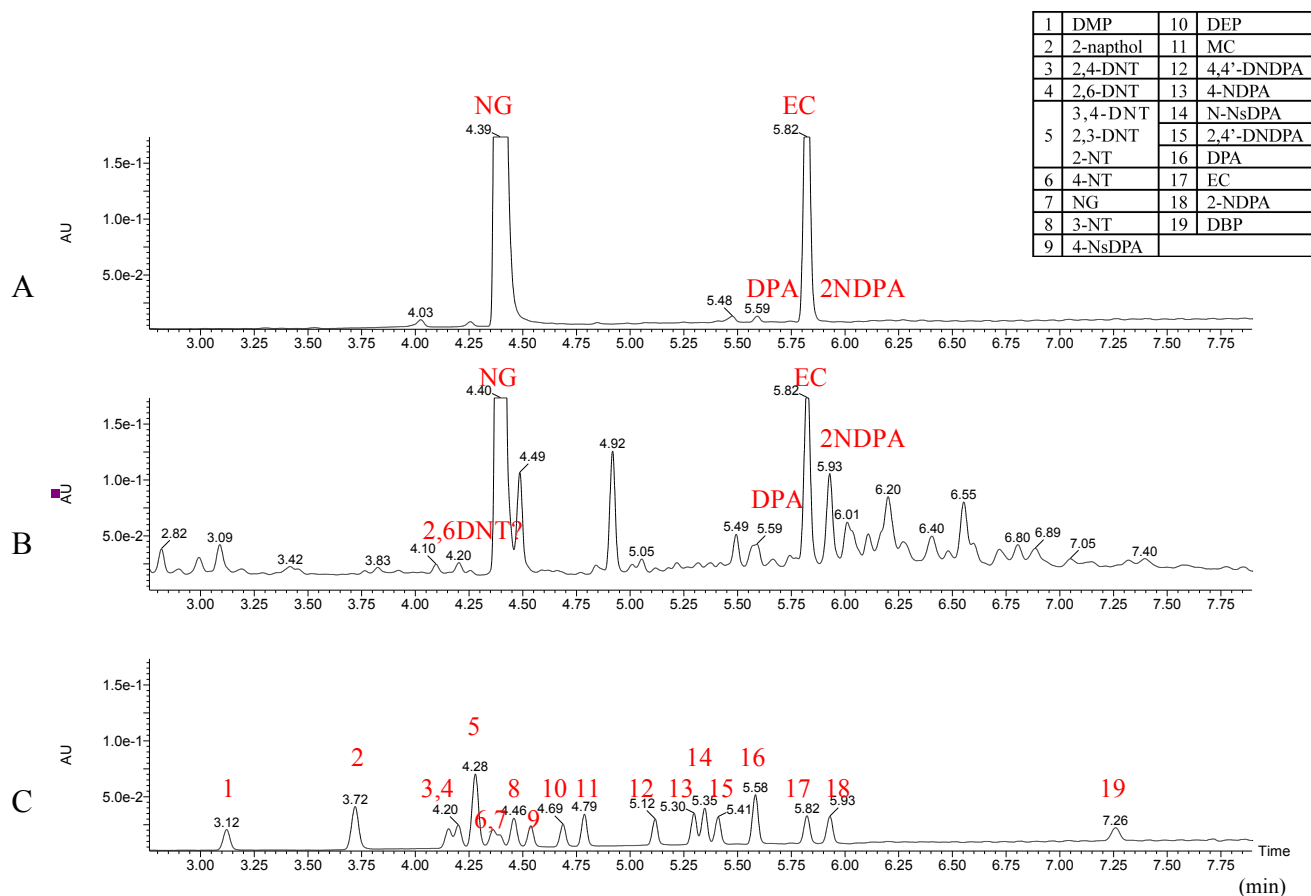 1 DMP 10 DEP
2 2-napthol 11 MC
3 2,4-DNT 12 4,4’-DNDPA
4 2,6-DNT 13 4-NDPA
5 3,4-DNT 14 N-NsDPA
2,3-DNT 15 2,4’-DNDPA
2-NT 16 DPA
6 4-NT 17 EC
7 NG 18 2-NDPA
8 3-NT 19 DBP
9 4-NsDPA
A
AU
1.5e-1
1.0e-1
5.0e-2
NG
4.39
EC
5.82
DPA 2NDPA
4.03
5.48
5.59
3.00 3.25 3.50 3.75 4.00 4.25 4.50 4.75 5.00 5.25 5.50 5.75 6.00 6.25 6.50 6.75 7.00 7.25 7.50 7.75
B
AU
1.5e-1
1.0e-1
5.0e-2
NG
4.40
EC
5.82
2NDPA
DPA
2,6DNT?
2.82
3.09
3.42
3.83
4.10
4.20
4.49
4.92
5.05
5.49
5.59
5.93
6.01
6.20
6.40
6.55
6.80
6.89
7.05
7.40
3.00 3.25 3.50 3.75 4.00 4.25 4.50 4.75 5.00 5.25 5.50 5.75 6.00 6.25 6.50 6.75 7.00 7.25 7.50 7.75
C
AU
1.5e-1
1.0e-1
5.0e-2
1
3.12
2
3.72
3,4
4.20
5
4.28
6,7
8
4.46
9
10
4.69
11
4.79
12
5.12
13
5.30
14
5.35
15
5.41
16
5.58
17
5.82
18
5.93
19
7.26
Time
3.00 3.25 3.50 3.75 4.00 4.25 4.50 4.75 5.00 5.25 5.50 5.75 6.00 6.25 6.50 6.75 7.00 7.25 7.50 7.75
(min)